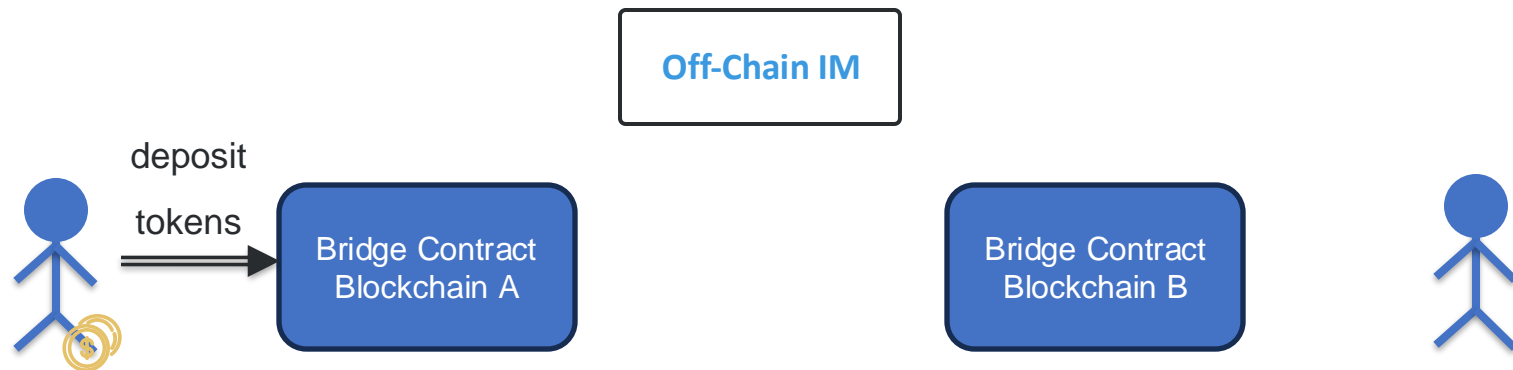 Off-Chain IM
deposit
tokens
Bridge Contract
Blockchain A
Bridge Contract
Blockchain B
$